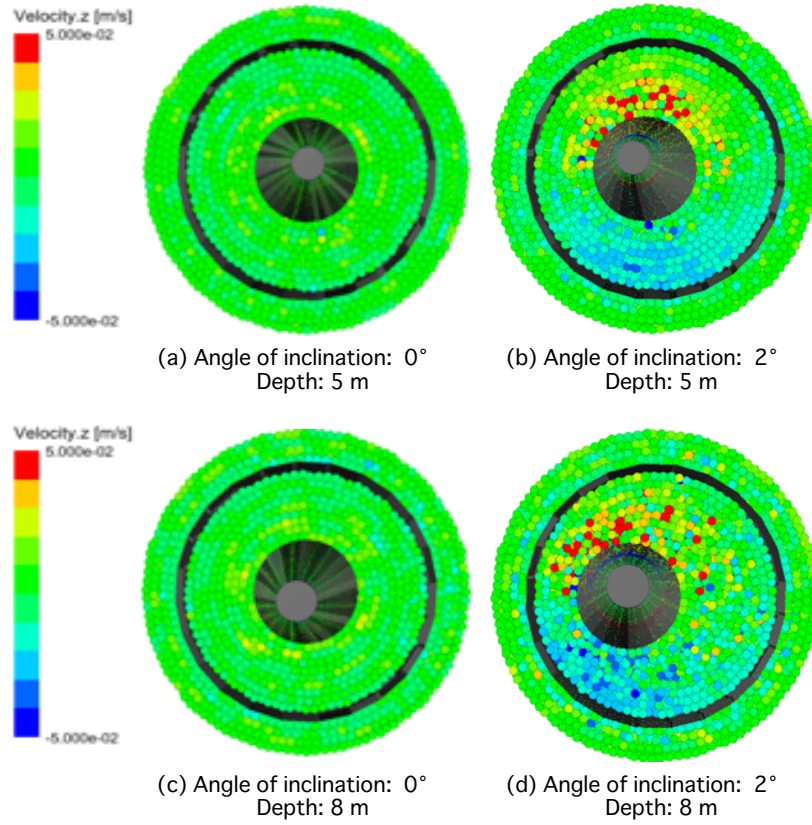 Velocity.z [m/s]
5.000e-02
-5.000e-02
(a) Angle of inclination: 0°
Depth: 5 m
(b) Angle of inclination: 2°
Depth: 5 m
Velocity.z [m/s]
5.000e-02
-5.000e-02
(c) Angle of inclination: 0°
Depth: 8 m
(d) Angle of inclination: 2°
Depth: 8 m